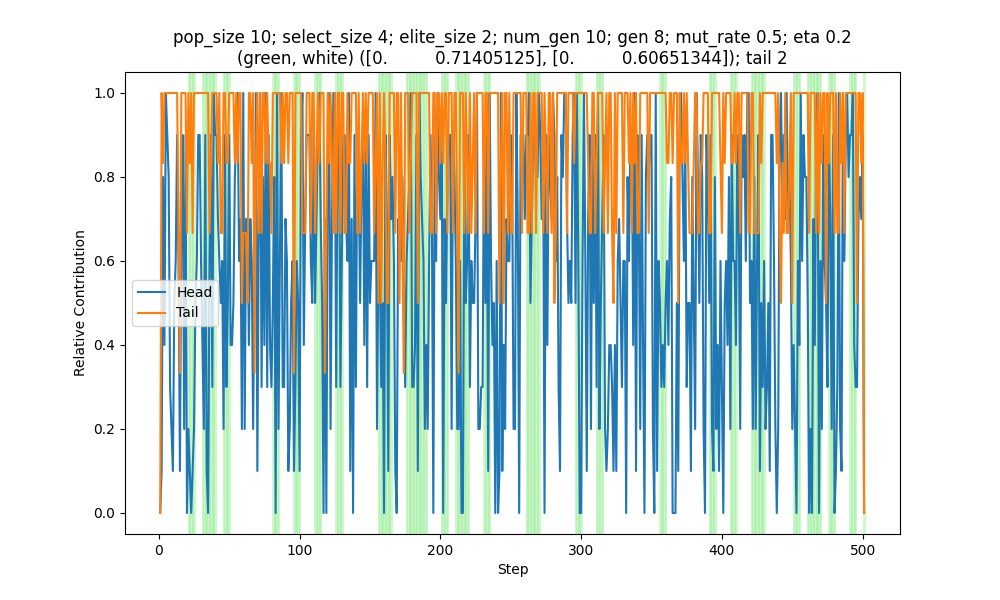 pop_size 10; select_size 4; elite_size 2; num_gen 10; gen 8; mut_rate 0.5; eta 0.2
(green, white) ([0. 0.71405125], [0. 0.60651344]); tail 2
1.0
0.8
0.6
0.4
0.2
0.0
Relative Contribution
Head
Tail
0
100
200
300
400
500
Step